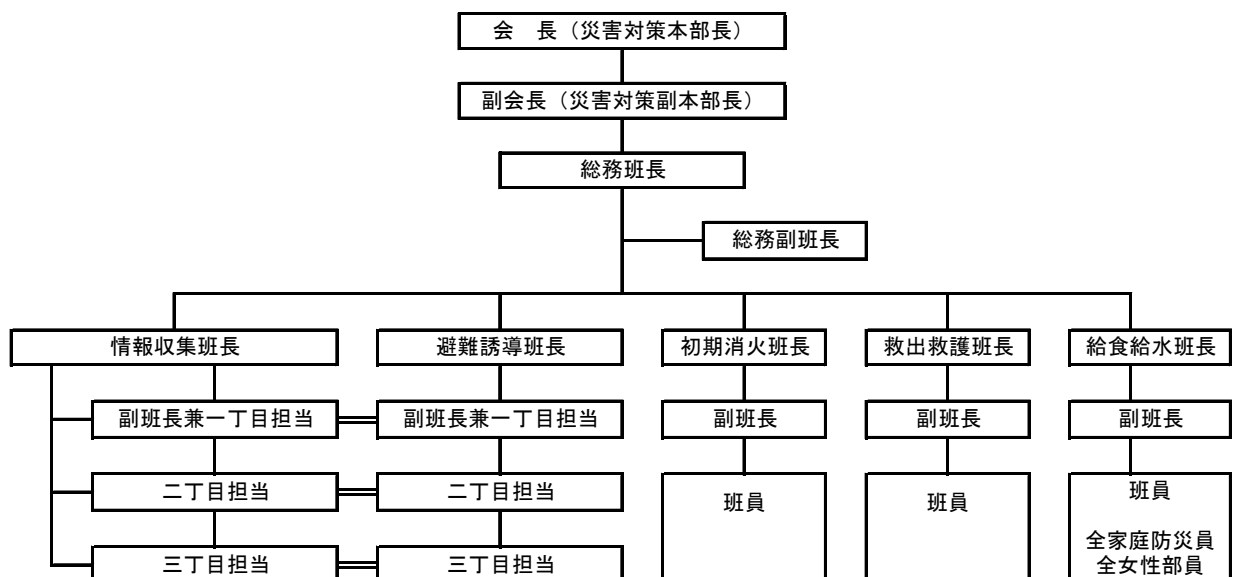 会　長（災害対策本部長）
副会長（災害対策副本部長）
総務班長
総務副班長
情報収集班長
避難誘導班長
初期消火班長
救出救護班長
給食給水班長
副班長兼一丁目担当
副班長兼一丁目担当
副班長
副班長
副班長
二丁目担当
二丁目担当
班員
班員
班員
全家庭防災員
全女性部員
三丁目担当
三丁目担当